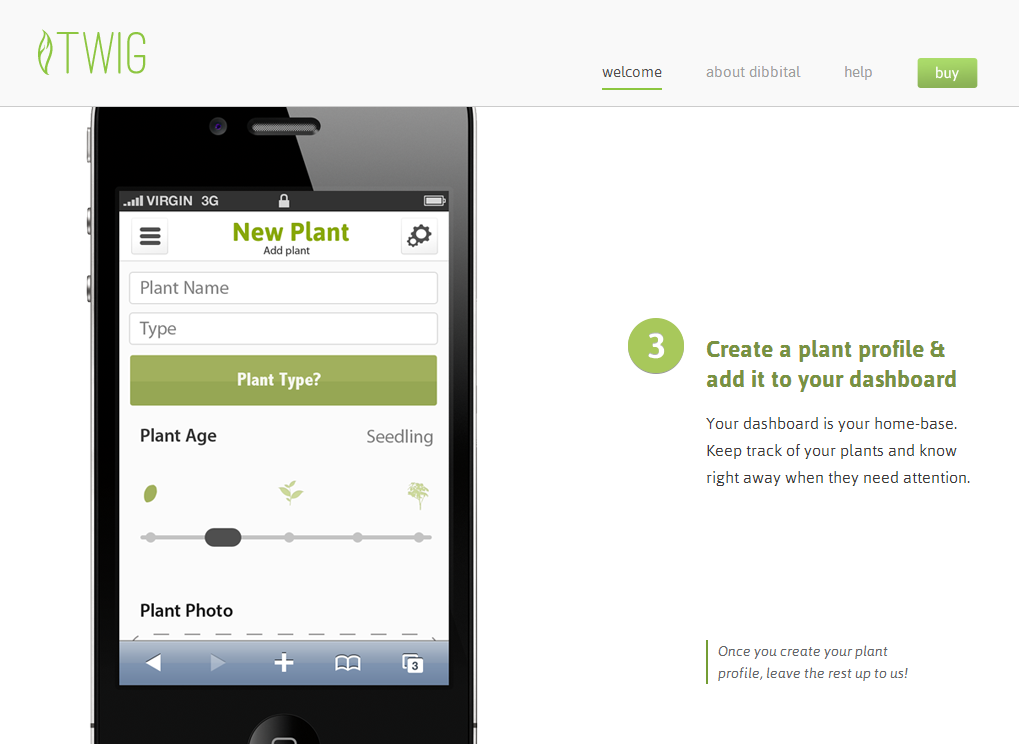 TWIG
welcome
about dibbital
help
buy
VIRGIN 3G
New Plant
Add plant
Plant Name
Type
Plant Type?
Plant Age
Seedling
Plant Photo
3
3
Create a plant profile &
add it to your dashboard
Your dashboard is your home-base.
Keep track of your plants and know
right away when they need attention.
Once you create your plant
profile, leave the rest up to us!